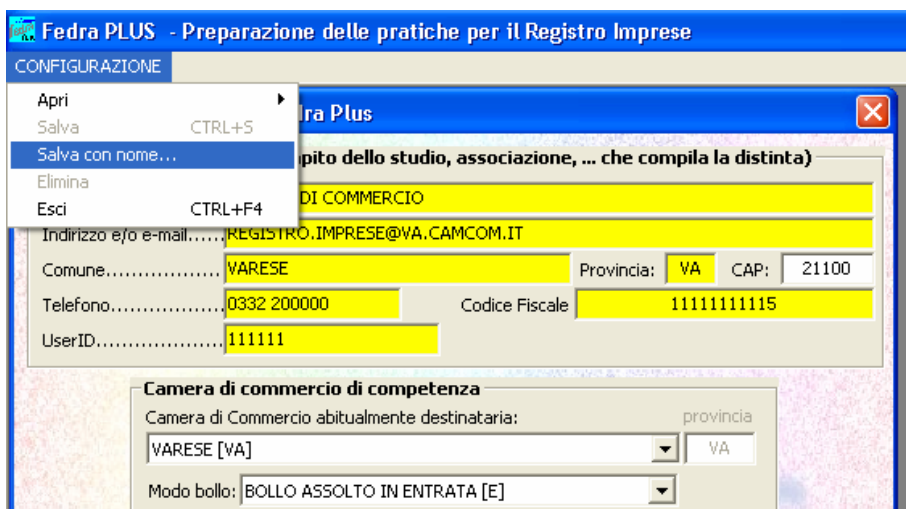 Fedra PLUS - Preparazione delle pratiche per il Registro Imprese
CONFIGURAZIONE
Apri
Salva CTRL+S
Salva con nome...
Elimina
Esci CTRL+F4
Plus
dello studio, associazione, ... che compila la distinta)
DI COMMERCIO
Indirizzo e/o e-mail...... REGISTRO.IMPRESE@VA.CAMCOM.IT
Comune.................. VARESE Provincia: VA CAP: 21100
Telefono.................. 0332 200000 Codice Fiscale 11111111115
UserID.................... 111111
Camera di commercio di competenza
Camera di Commercio abitualmente destinataria: provincia
VARESE [VA] VA
Modo bollo: BOLLO ASSOLTO IN ENTRATA [E]